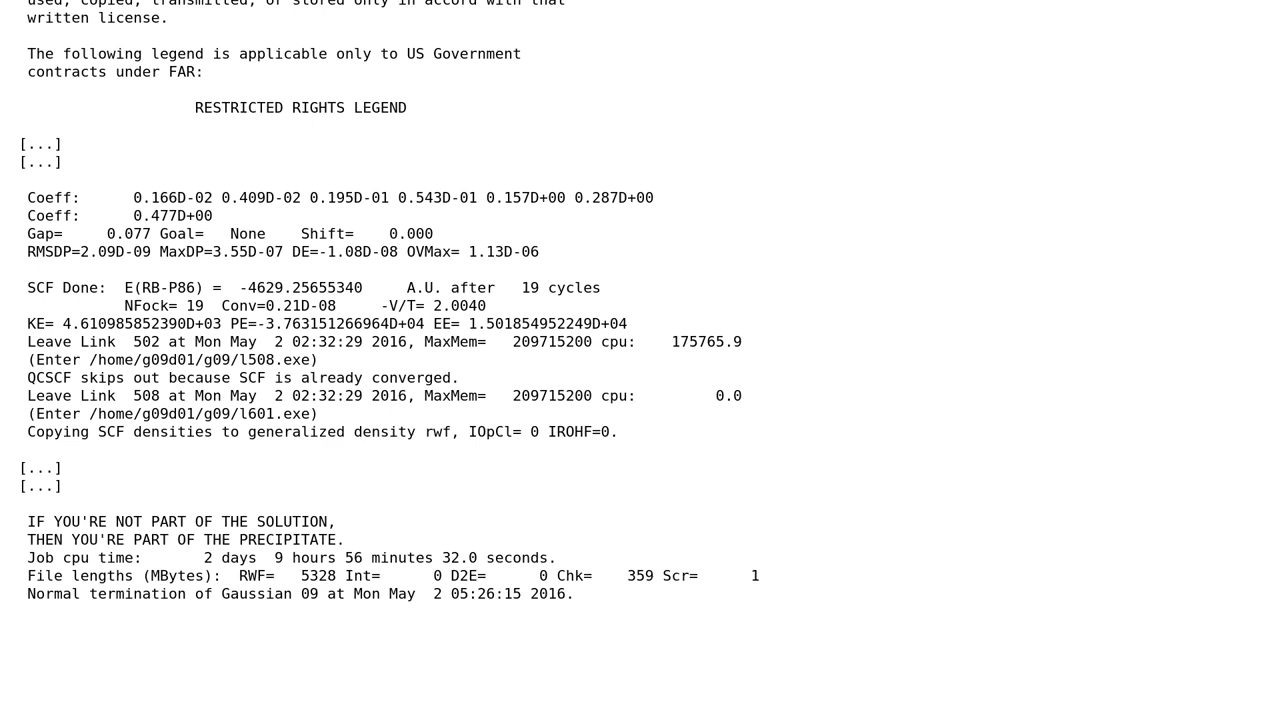 used, copied, transmitted, or stored only in accord with that
written license.
The following legend is applicable only to US Government
contracts under FAR:
RESTRICTED RIGHTS LEGEND
[...]
[...]
Coeff:      0.166D-02 0.409D-02 0.195D-01 0.543D-01 0.157D+00 0.287D+00
Coeff:      0.477D+00
Gap=     0.077 Goal=   None    Shift=    0.000
RMSDP=2.09D-09 MaxDP=3.55D-07 DE=-1.08D-08 OVMax= 1.13D-06
SCF Done:  E(RB-P86) =  -4629.25655340     A.U. after   19 cycles
NFock= 19  Conv=0.21D-08     -V/T= 2.0040
KE= 4.610985852390D+03 PE=-3.763151266964D+04 EE= 1.501854952249D+04
Leave Link  502 at Mon May  2 02:32:29 2016, MaxMem=   209715200 cpu:    175765.9
(Enter /home/g09d01/g09/l508.exe)
QCSCF skips out because SCF is already converged.
Leave Link  508 at Mon May  2 02:32:29 2016, MaxMem=   209715200 cpu:         0.0
(Enter /home/g09d01/g09/l601.exe)
Copying SCF densities to generalized density rwf, IOpCl= 0 IROHF=0.
[...]
[...]
IF YOU'RE NOT PART OF THE SOLUTION,
THEN YOU'RE PART OF THE PRECIPITATE.
Job cpu time:       2 days  9 hours 56 minutes 32.0 seconds.
File lengths (MBytes):  RWF=   5328 Int=      0 D2E=      0 Chk=    359 Scr=      1
Normal termination of Gaussian 09 at Mon May  2 05:26:15 2016.